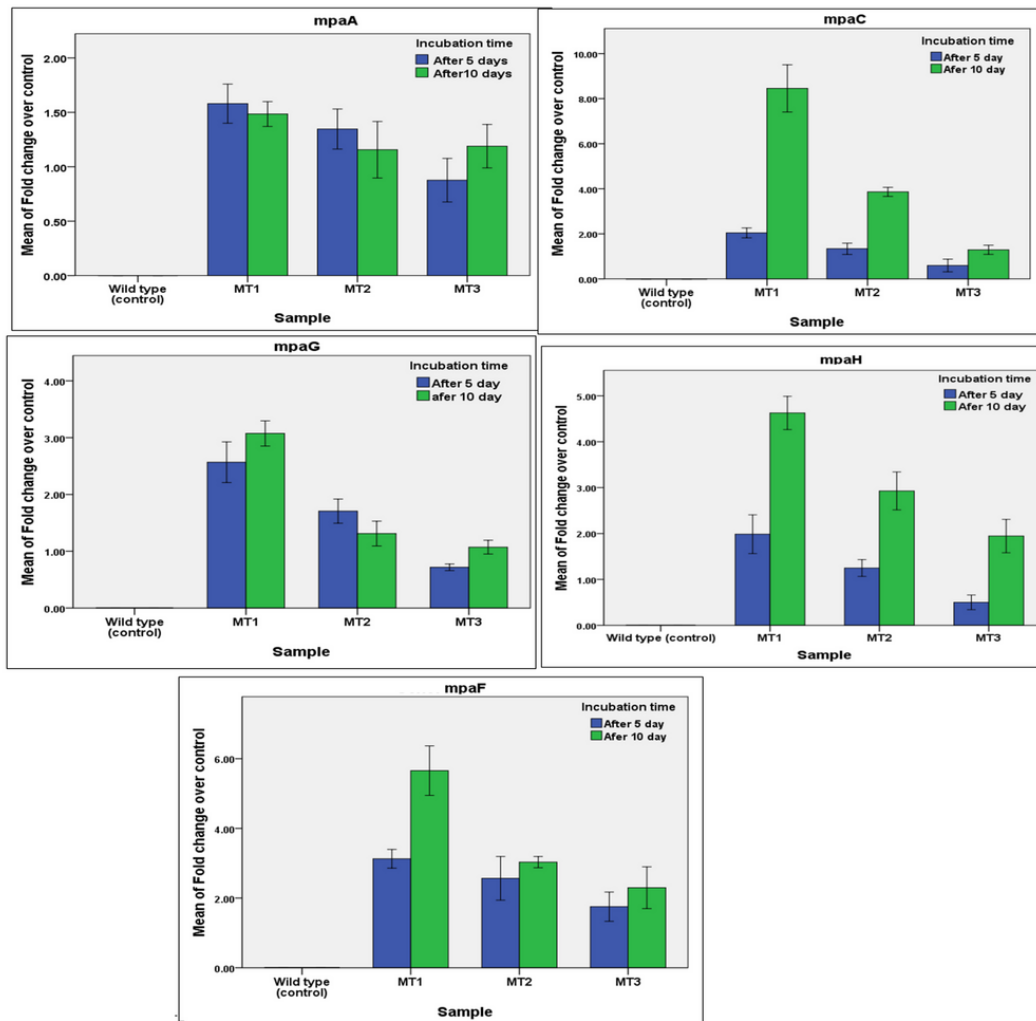 mpaA
Incubation time
After 5 days
After10 days
Mean of Fold change over control
2.00
1.50
1.00
0.50
0.00
Wild type
(control)
MT1
MT2
MT3
Sample
mpaC
Incubation time
After 5 day
Afer 10 day
Mean of Fold change over control
10.00
8.00
6.00
4.00
2.00
0.00
Wild type
(control)
MT1
MT2
MT3
Sample
mpaG
Incubation time
After 5 day
afer 10 day
Mean of Fold change over control
4.00
3.00
2.00
1.00
0.00
Wild type
(control)
MT1
MT2
MT3
Sample
mpaH
Incubation time
After 5 day
Afer 10 day
Mean of Fold change over control
5.00
4.00
3.00
2.00
1.00
0.00
Wild type (control)
MT1
MT2
MT3
Sample
mpaF
Incubation time
After 5 day
Afer 10 day
Mean of Fold change over control
6.00
4.00
2.00
0.00
Wild type
(control)
MT1
MT2
MT3
Sample